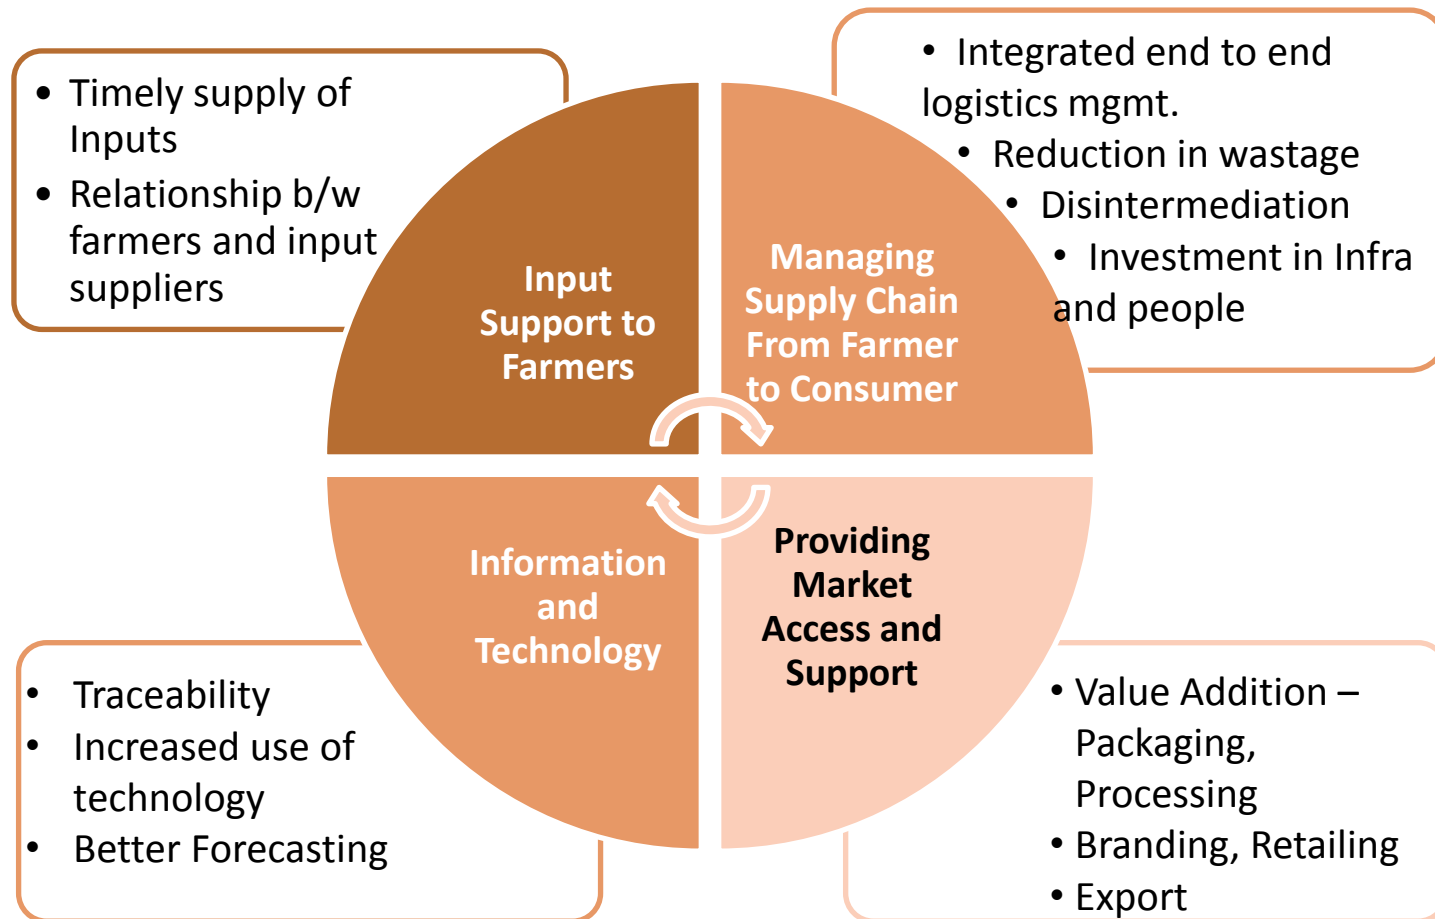 • Timely supply of
Inputs
• Relationship b/w
farmers and input
suppliers
Input
Support to
Farmers
• Integrated end to end
logistics mgmt.
• Reduction in wastage
• Disintermediation
• Investment in Infra
and people
Managing
Supply Chain
From Farmer
to Consumer
Information
and
Technology
• Traceability
• Increased use of
technology
• Better Forecasting
Providing
Market
Access and
Support
• Value Addition –
Packaging,
Processing
• Branding, Retailing
• Export